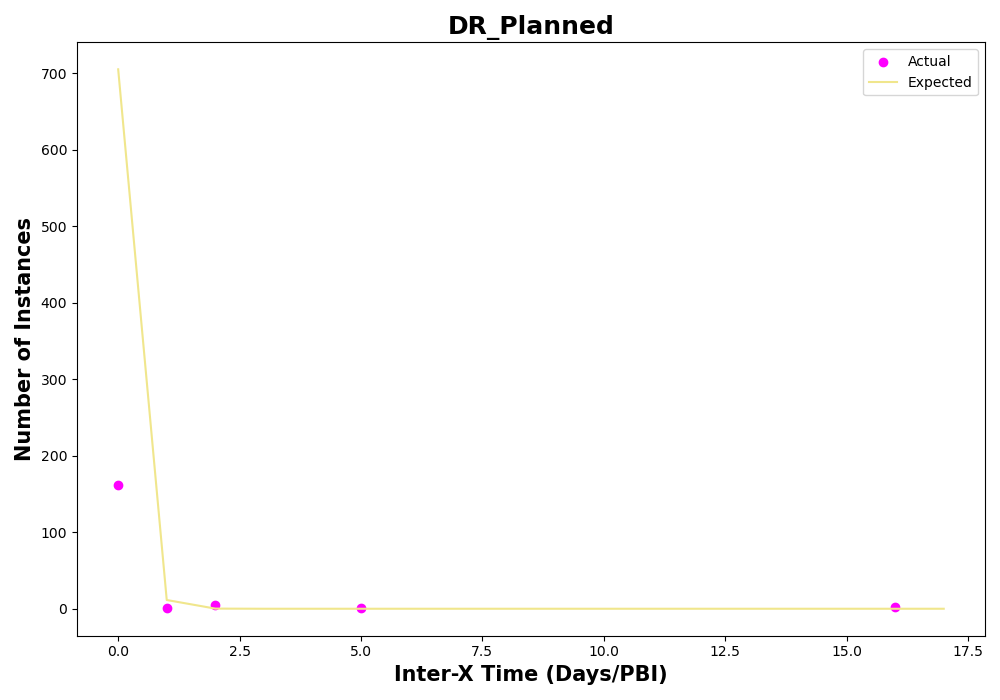 DR_Planned
Actual
Expected
700
600
500
400
300
200
100
0
Number of Instances
0.0 2.5 5.0 7.5 10.0 12.5 15.0 17.5
Inter-X Time (Days/PBI)